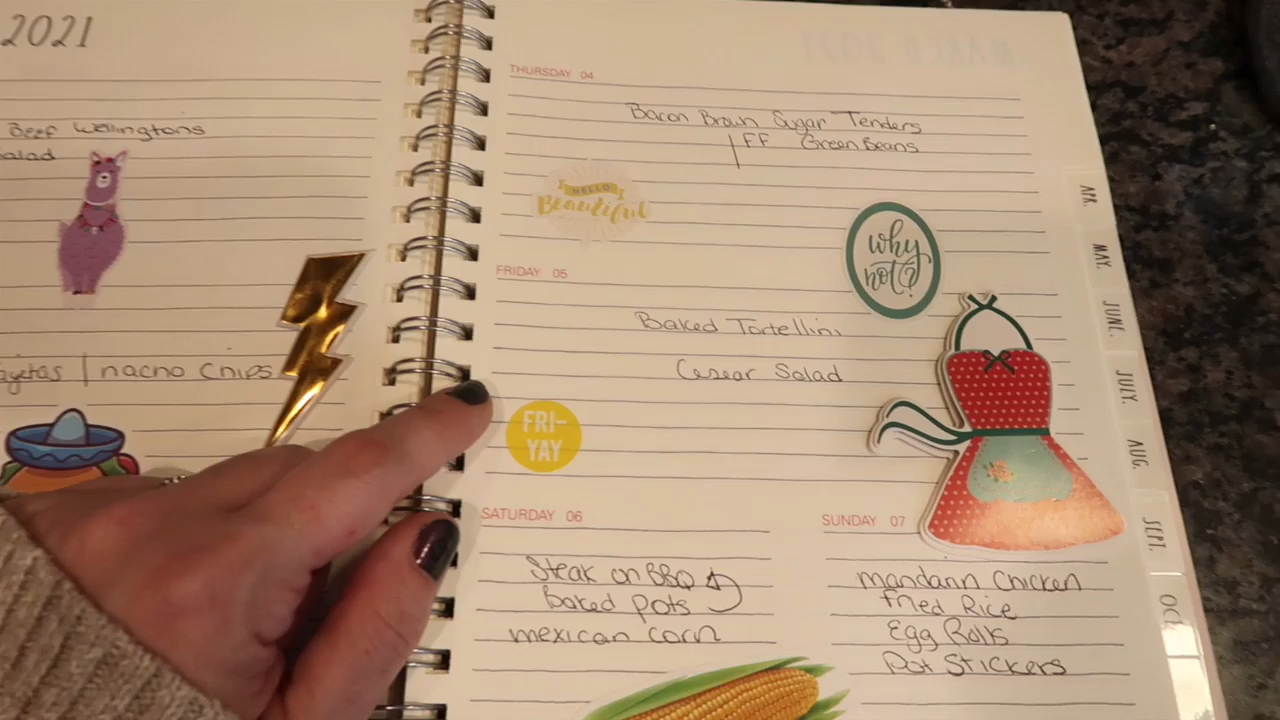 2021
Beef Wellingtons
Salad
nacho Chips
THURSDAY 04
Bacon Brown Sugar Tenders
FF Green Beans
HELLO
Beautiful
why
not?
FRIDAY 05
Baked Tortellini
Cesear Salad
FRI-
YAY
SATURDAY 06
Steak on BBQ
baked pots
mexican corn
SUNDAY 07
mandarin Chicken
fried Rice
Egg Rolls
Pot Stickers
APR.
MAY.
JUNE.
JULY.
AUG.
SEPT.